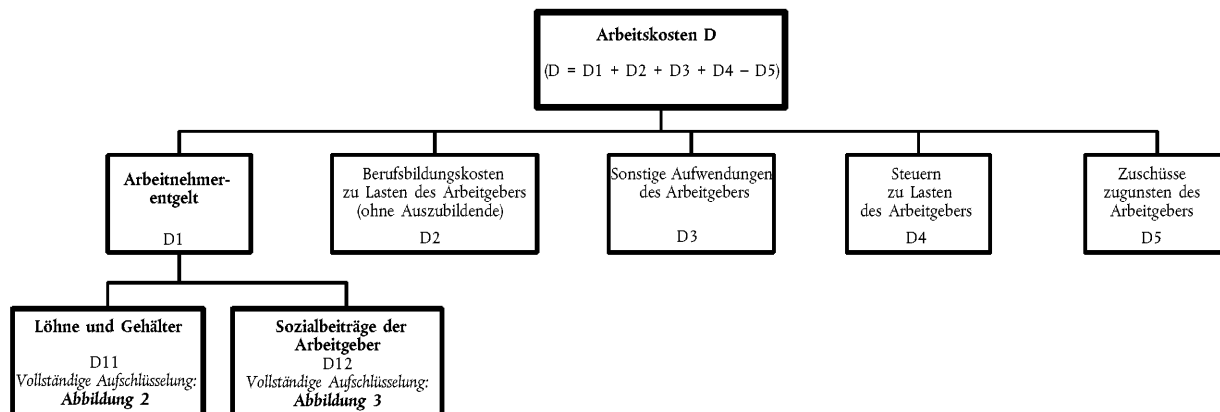 Arbeitskosten D
(D = D1 + D2 + D3 + D4 – D5)
Arbeitnehmer-
entgelt
D1
Berufsbildungskosten
zu Lasten des Arbeitgebers
(ohne Auszubildende)
D2
Sonstige Aufwendungen
des Arbeitgebers
D3
Steuern
zu Lasten
des Arbeitgebers
D4
Zuschüsse
zugunsten des
Arbeitgebers
D5
Löhne und Gehälter
D11
Vollständige Aufschlüsselung:
Abbildung 2
Sozialbeiträge der
Arbeitgeber
D12
Vollständige Aufschlüsselung:
Abbildung 3